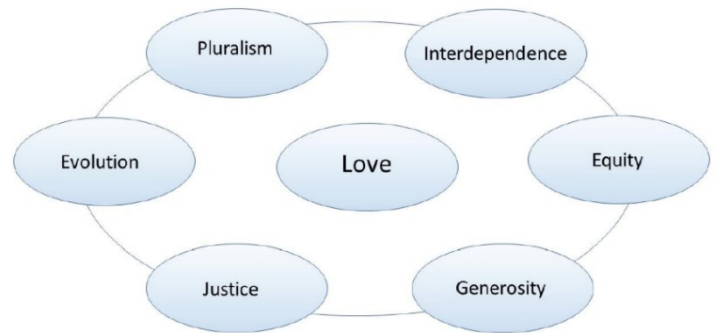 Pluralism
Interdependence
Evolution
Love
Equity
Justice
Generosity